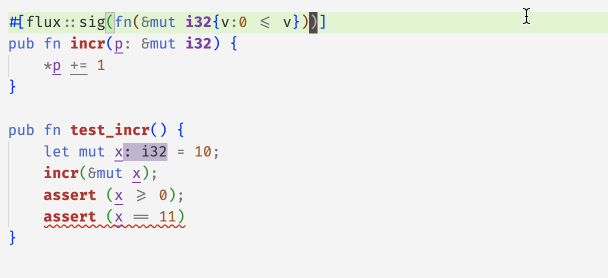 #[flux::sig(fn(&mut i32{v:0 ⩽ v}))]
pub fn incr(p: &mut i32) {
    *p += 1
}

pub fn test_incr() {
    let mut x: i32 = 10;
    incr(&mut x);
    assert (x ⩾ 0);
    assert (x == 11)
}